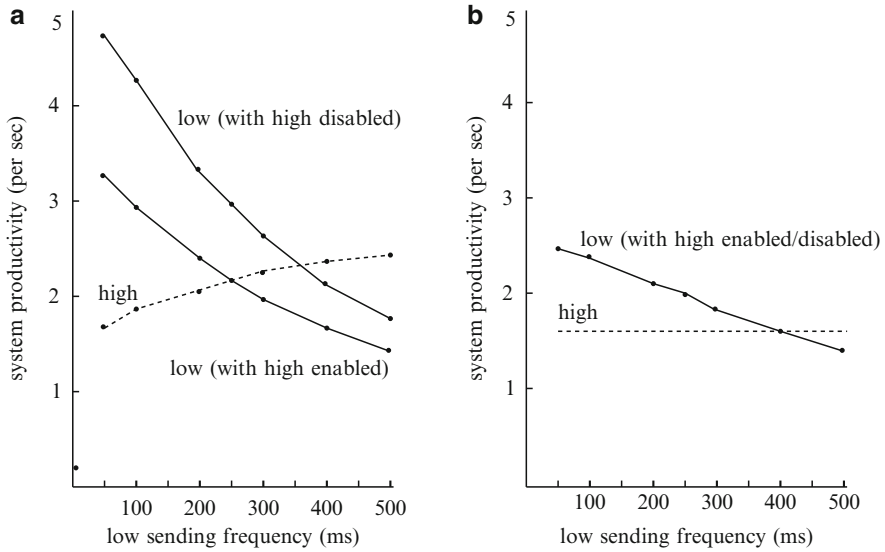 a
system productivity (per sec)
5
4
3
2
1
low (with high disabled)
high
low (with high enabled)
100 200 300 400 500
low sending frequency (ms)
b
system productivity (per sec)
5
4
3
2
1
low (with high enabled/disabled)
high
100 200 300 400 500
low sending frequency (ms)